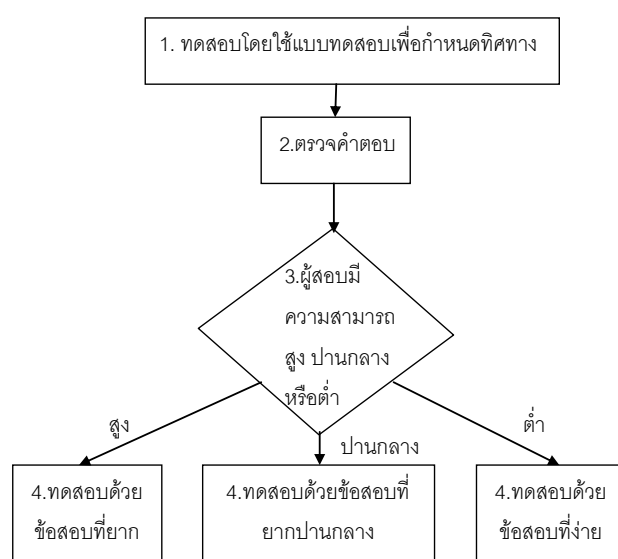 1. ทดสอบโดยใช้แบบทดสอบเพื่อกำหนดทิศทาง
2.ตรวจคำตอบ
3.ผู้สอบมี
ความสามารถ
สูง ปานกลาง
หรือต่ำ
สูง
ปานกลาง
ต่ำ
4.ทดสอบด้วย
ข้อสอบที่ยาก
4.ทดสอบด้วยข้อสอบที่
ยากปานกลาง
4.ทดสอบด้วย
ข้อสอบที่ง่าย